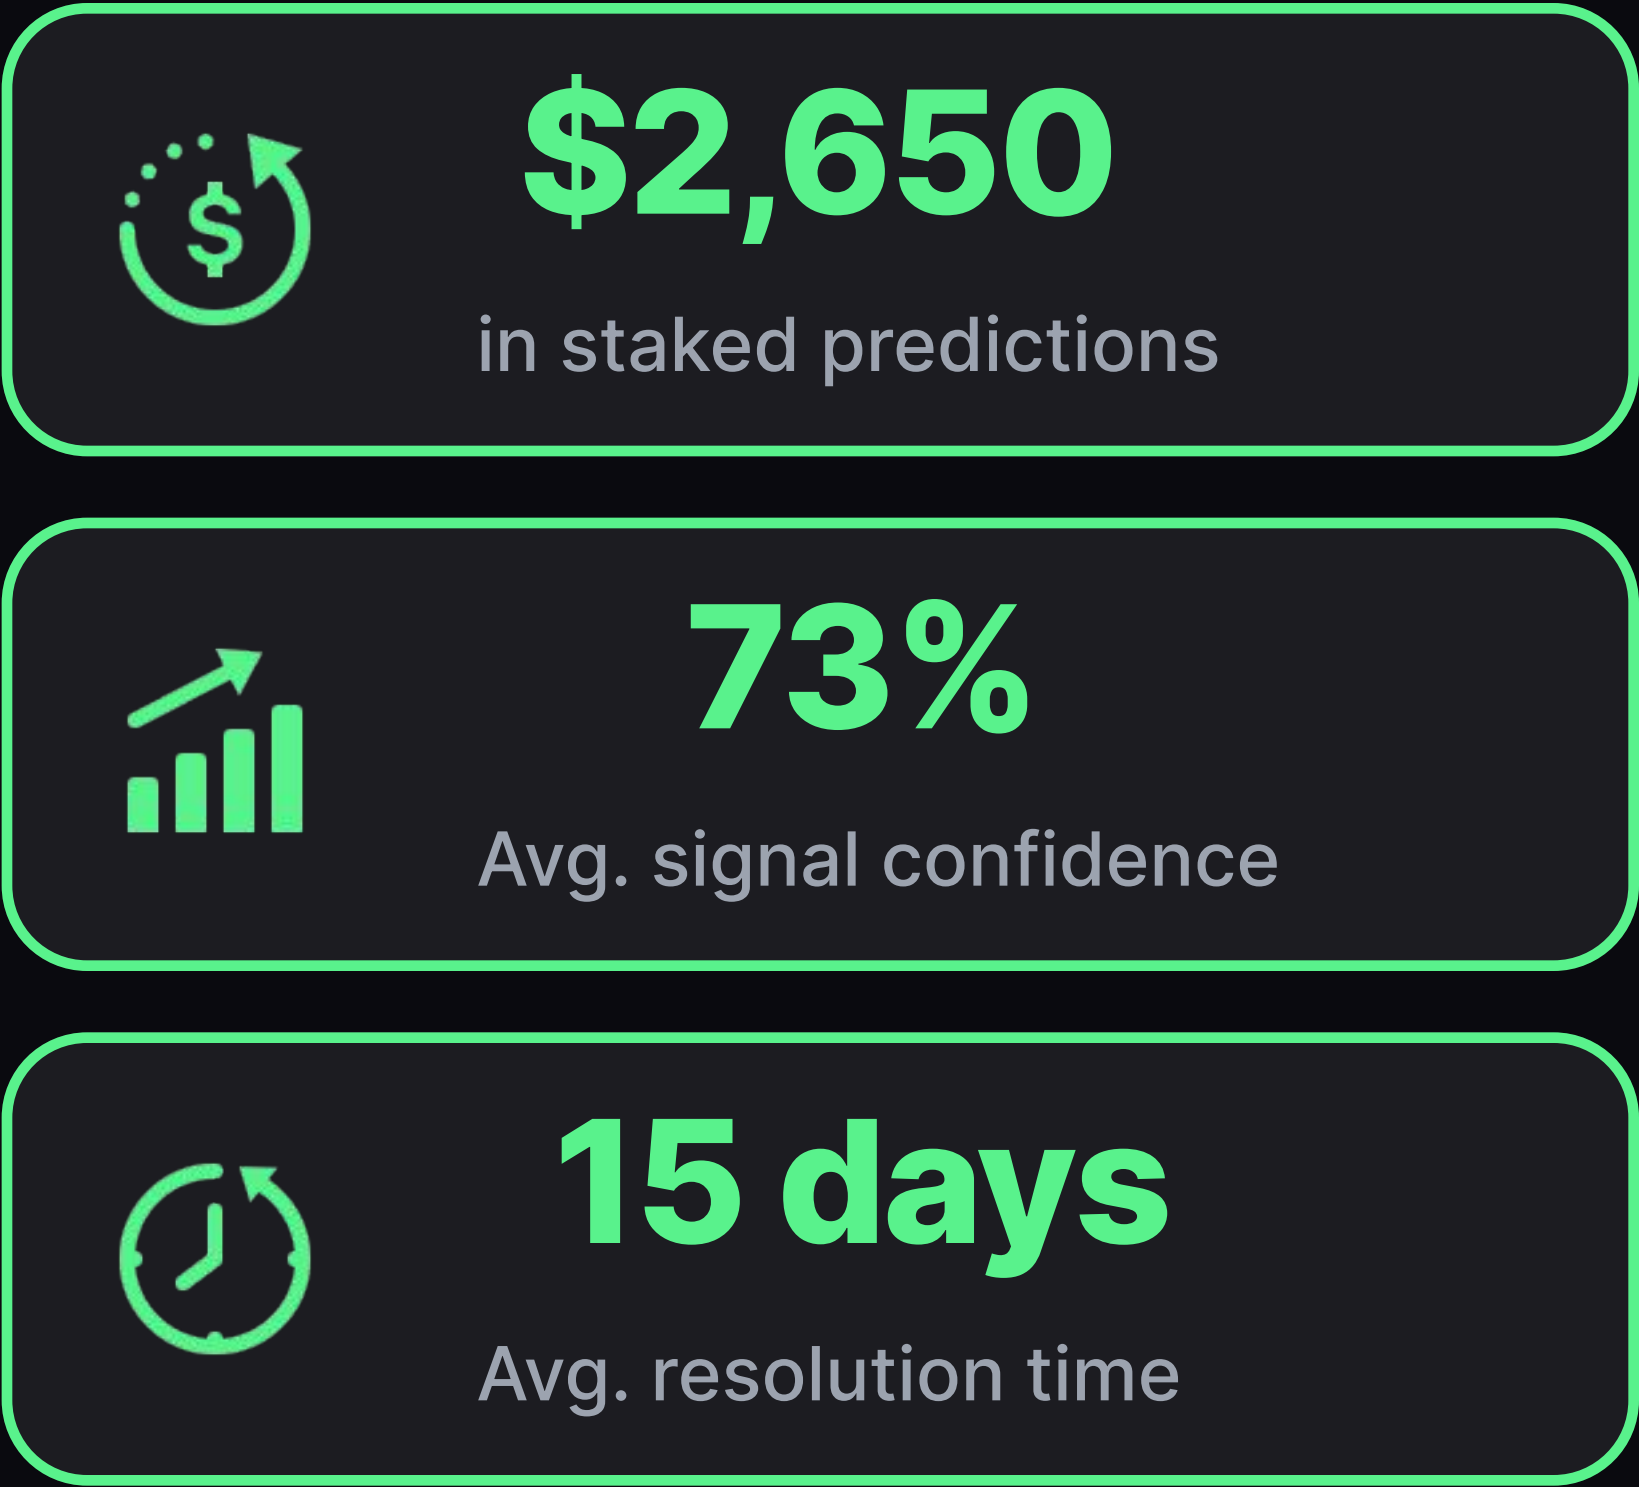 $2,650
in staked predictions
73%
Avg. signal confidence
15 days
Avg. resolution time